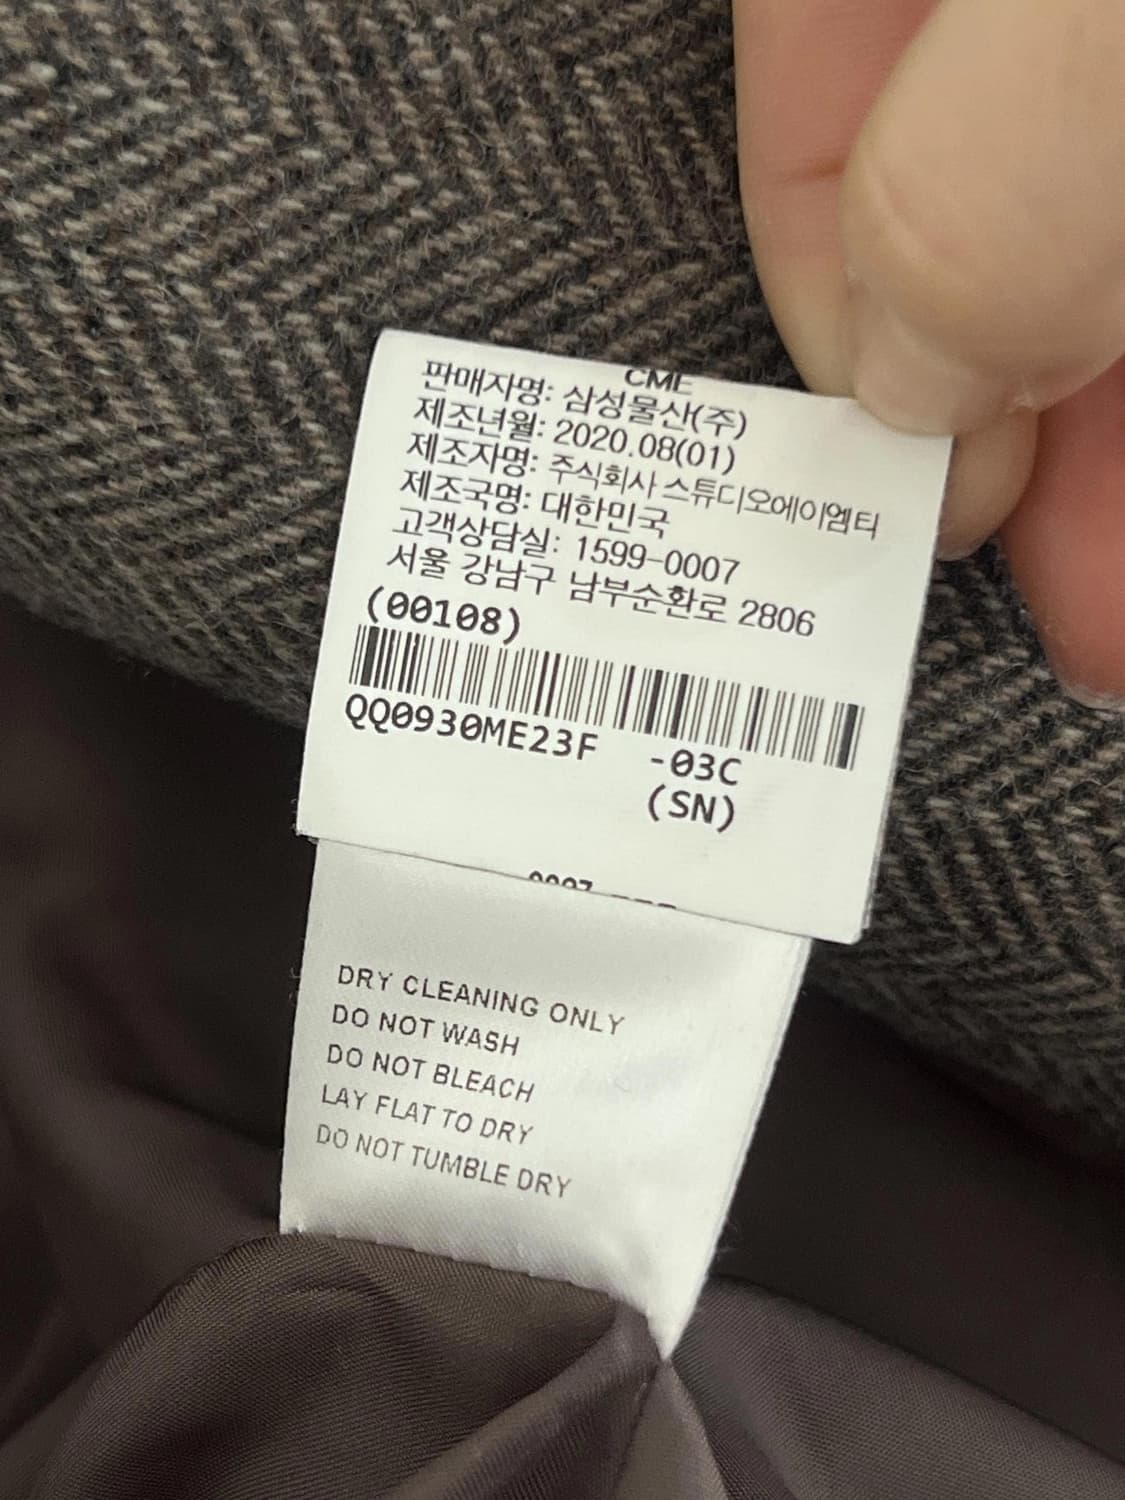 CME
판매자명: 삼성물산(주)
제조년월: 2020.08(01)
제조자명: 주식회사 스튜디오에이엠티
제조국명: 대한민국
고객상담실: 1599-0007
서울 강남구 남부순환로 2806
(00108)
QQ0930ME23F -03C
(SN)
DRY CLEANING ONLY
DO NOT WASH
DO NOT BLEACH
LAY FLAT TO DRY
DO NOT TUMBLE DRY